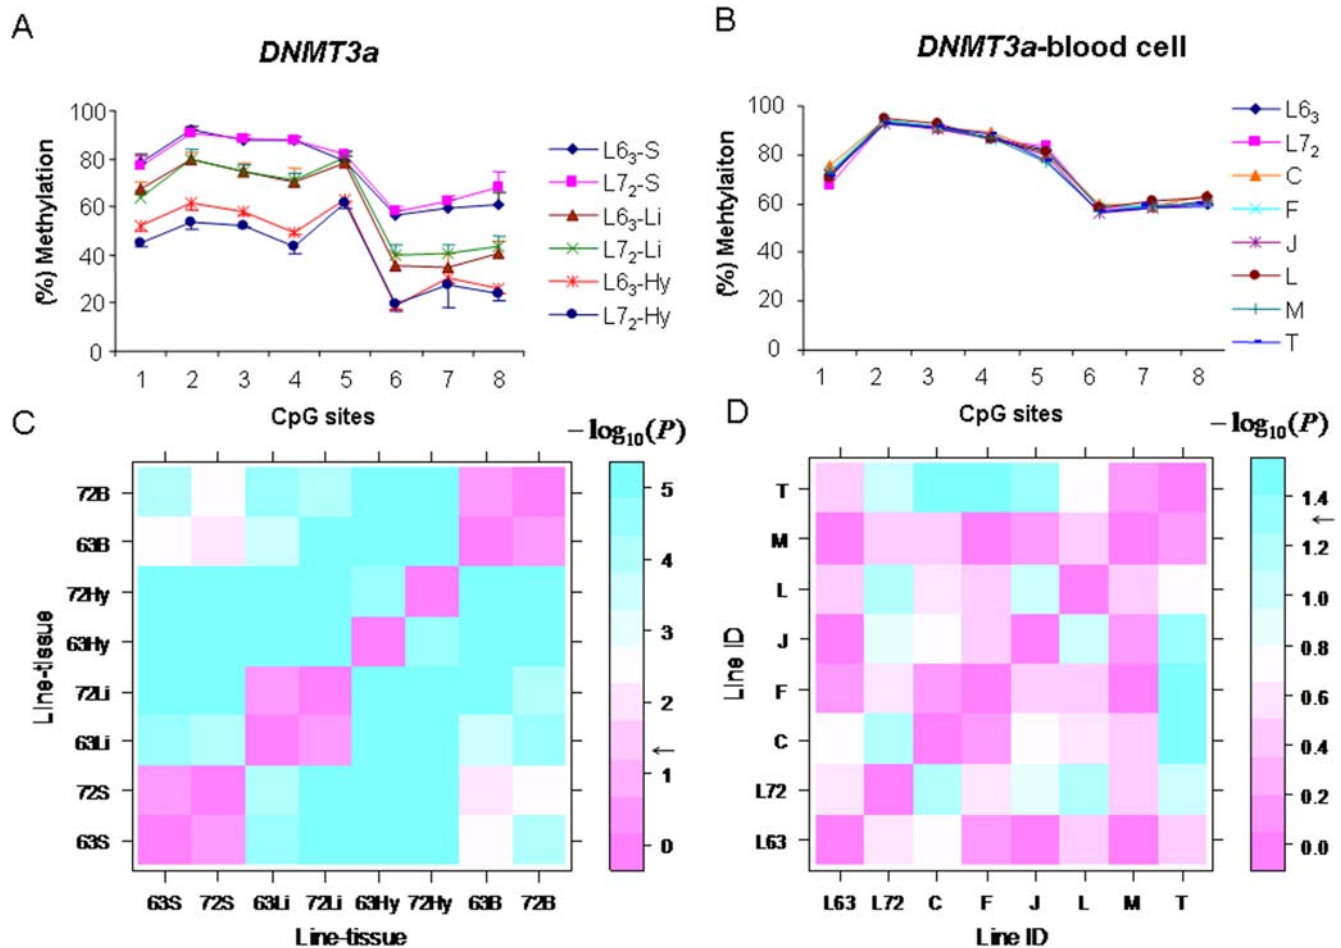 A
DNMT3a
(%) Methylation
100
80
60
40
20
0
1 2 3 4 5 6 7 8
CpG sites
L6₃-S
L7₂-S
L6₃-Li
L7₂-Li
L6₃-Hy
L7₂-Hy
B
DNMT3a-blood cell
(%) Mehtylaiton
100
80
60
40
20
0
1 2 3 4 5 6 7 8
CpG sites
L6₃
L7₂
C
F
J
L
M
T
C
−log₁₀(P)
Line-tissue
72B
63B
72Hy
63Hy
72Li
63Li
72S
63S
63S 72S 63Li 72Li 63Hy 72Hy 63B 72B
Line-tissue
5
4
3
2
←
1
0
D
−log₁₀(P)
Line ID
T
M
L
J
F
C
L72
L63
L63 L72 C F J L M T
Line ID
1.4
←
1.2
1.0
0.8
0.6
0.4
0.2
0.0